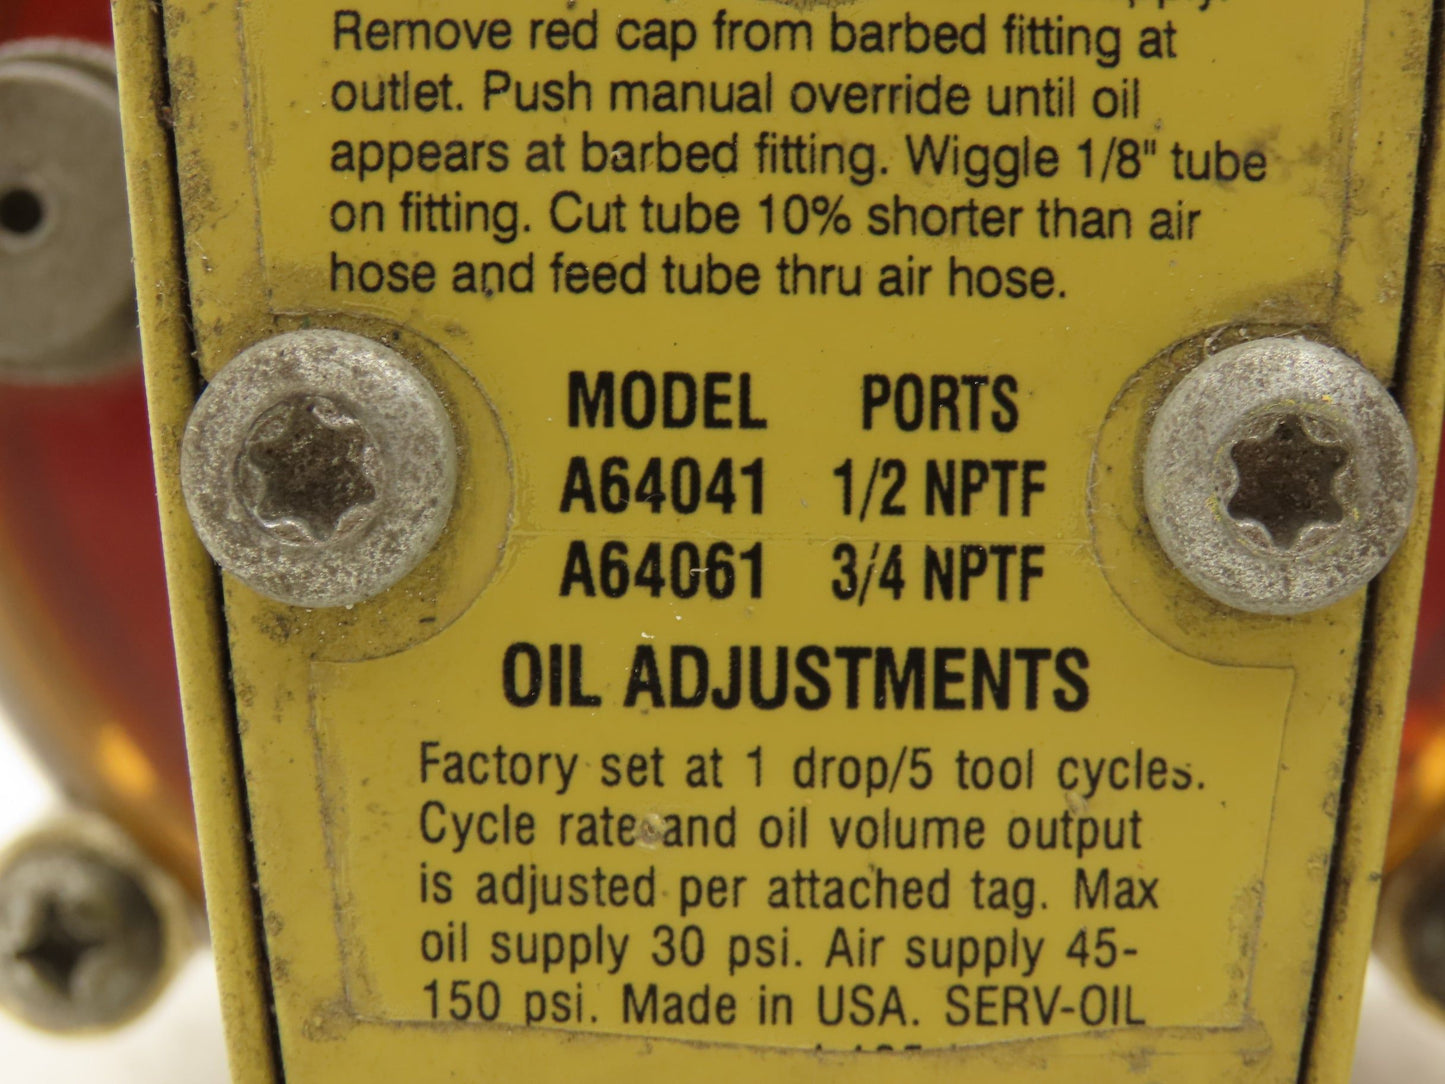 Remove red cap from barbed fitting at
outlet. Push manual override until oil
appears at barbed fitting. Wiggle 1/8" tube
on fitting. Cut tube 10% shorter than air
hose and feed tube thru air hose.
MODEL PORTS
A64041 1/2 NPTF
A64061 3/4 NPTF
OIL ADJUSTMENTS
Factory set at 1 drop/5 tool cycles.
Cycle rate and oil volume output
is adjusted per attached tag. Max
oil supply 30 psi. Air supply 45-
150 psi. Made in USA. SERV-OIL